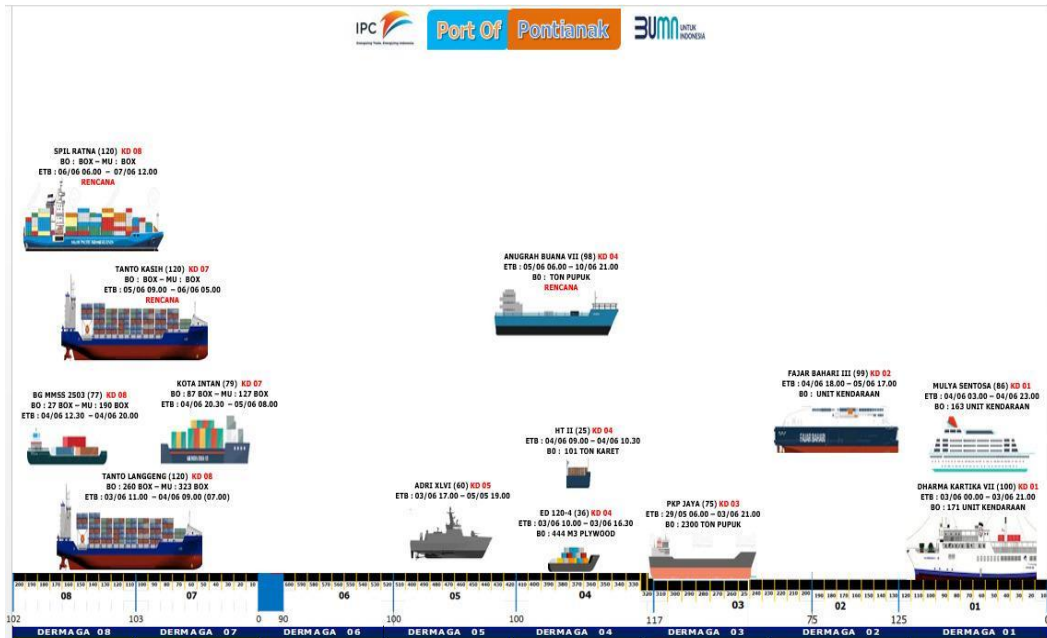 IPC
Port Of Pontianak
BUMN UNTUK INDONESIA
SPIL RATNA (120) KD 08
BO : BOX – MU : BOX
ETB : 06/06 06.00 – 07/06 12.00
RENCANA
TANTO KASIH (120) KD 07
BO : BOX – MU : BOX
ETB : 05/06 09.00 – 06/06 05.00
RENCANA
ANUGRAH BUANA VII (98) KD 04
ETB : 05/06 06.00 – 10/06 21.00
BO : TON PUPUK
RENCANA
BG MMSS 2503 (77) KD 08
BO : 27 BOX – MU : 190 BOX
ETB : 04/06 12.30 – 04/06 20.00
KOTA INTAN (79) KD 07
BO : 87 BOX – MU : 127 BOX
ETB : 04/06 20.30 – 05/06 08.00
FAJAR BAHARI III (99) KD 02
ETB : 04/06 18.00 – 05/06 17.00
BO : UNIT KENDARAAN
FAJAR BAHARI
MULYA SENTOSA (86) KD 01
ETB : 04/06 03.00 – 04/06 23.00
BO : 163 UNIT KENDARAAN
HT II (25) KD 04
ETB : 04/06 09.00 – 04/06 10.30
BO : 101 TON KARET
TANTO LANGGENG (120) KD 08
BO : 260 BOX – MU : 323 BOX
ETB : 03/06 11.00 – 04/06 09.00 (07.00)
ADRI XLVI (60) KD 05
ETB : 03/06 17.00 – 05/05 19.00
ED 120-4 (36) KD 04
ETB : 03/06 10.00 – 03/06 16.30
BO : 444 M3 PLYWOOD
PKP JAYA (75) KD 03
ETB : 29/05 06.00 – 03/06 21.00
BO : 2300 TON PUPUK
DHARMA KARTIKA VII (100) KD 01
ETB : 03/06 00.00 – 03/06 21.00
BO : 171 UNIT KENDARAAN
08 07 06 05 04 03 02 01
102 103 0 90 100 100 117 75 125 0
DERMAGA 08 DERMAGA 07 DERMAGA 06 DERMAGA 05 DERMAGA 04 DERMAGA 03 DERMAGA 02 DERMAGA 01